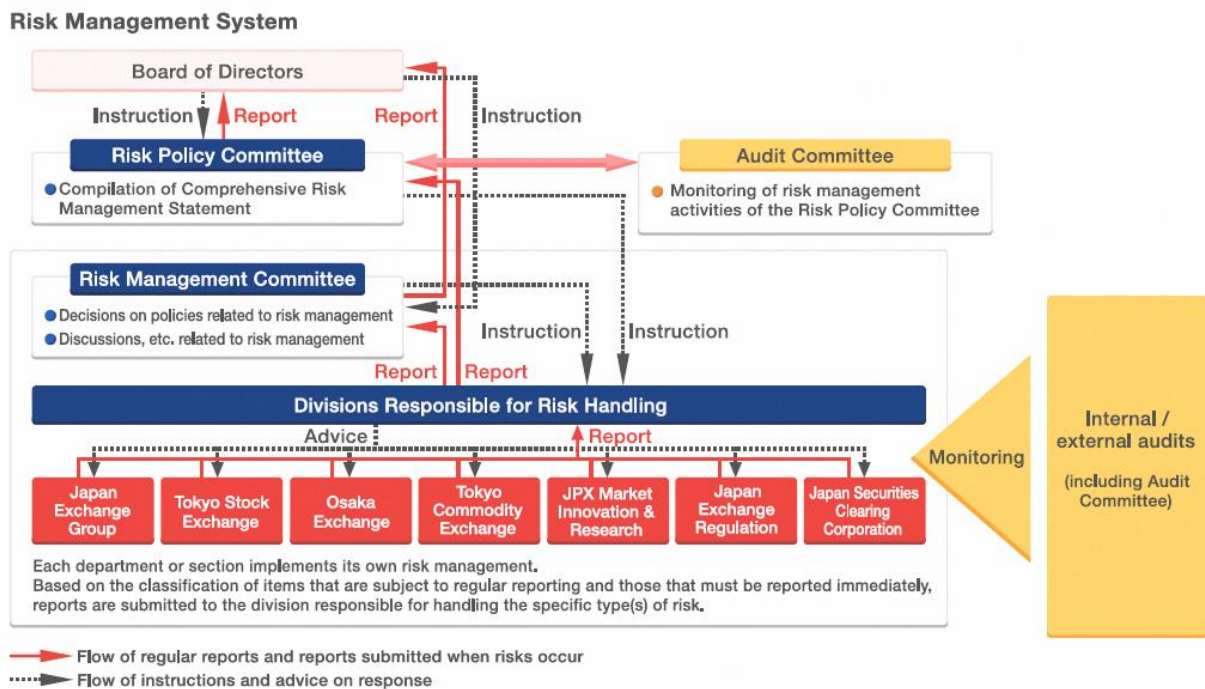 Risk Management System
Board of Directors
Instruction
Report
Report
Instruction
Risk Policy Committee
Compilation of Comprehensive Risk
Management Statement
Audit Committee
Monitoring of risk management
activities of the Risk Policy Committee
Risk Management Committee
Decisions on policies related to risk management
Discussions, etc. related to risk management
Instruction
Instruction
Report
Report
Divisions Responsible for Risk Handling
Advice
Report
Japan
Exchange
Group
Tokyo Stock
Exchange
Osaka
Exchange
Tokyo
Commodity
Exchange
JPX Market
Innovation &
Research
Japan
Exchange
Regulation
Japan Securities
Clearing
Corporation
Each department or section implements its own risk management.
Based on the classification of items that are subject to regular reporting and those that must be reported immediately,
reports are submitted to the division responsible for handling the specific type(s) of risk.
Monitoring
Internal /
external audits
(including Audit
Committee)
Flow of regular reports and reports submitted when risks occur
Flow of instructions and advice on response